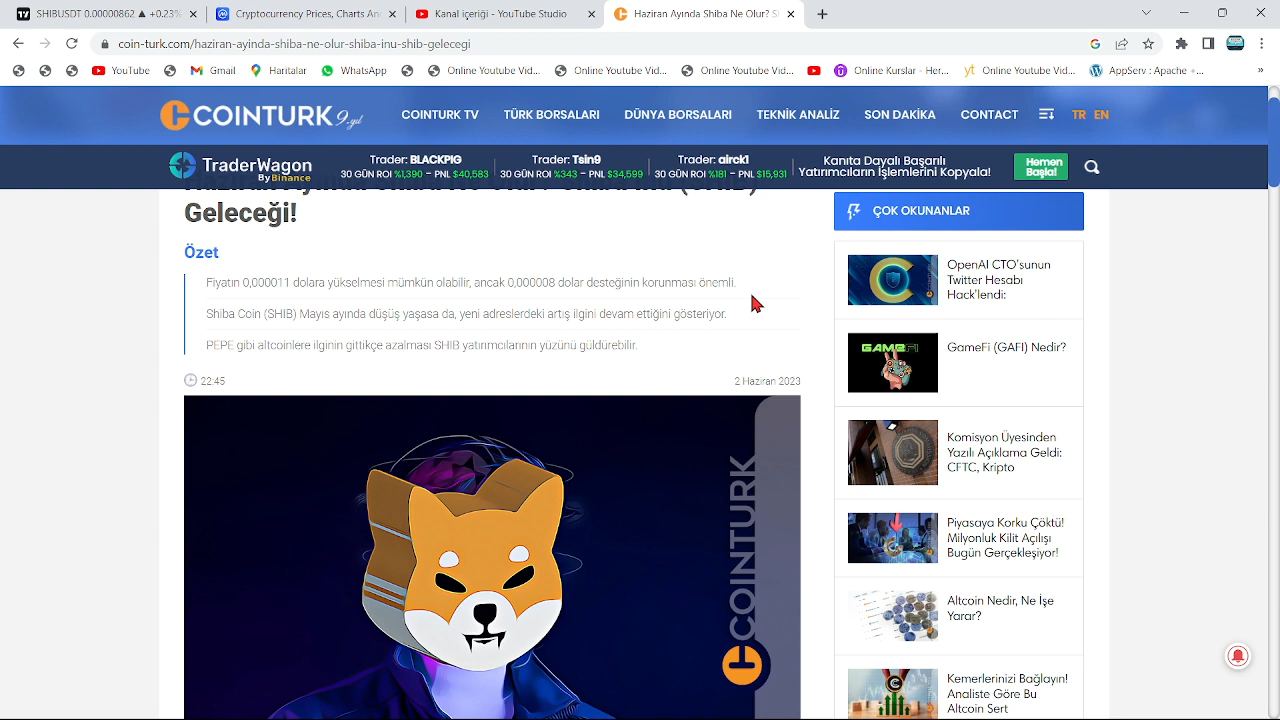 SHIBUSDT 0.00000862 ▲ +0.23%
Cryptocurrency Prices, Charts An
Kanal içeriği - YouTube Studio
Haziran Ayında Shiba Ne Olur? S
coin-turk.com/haziran-ayinda-shiba-ne-olur-shiba-inu-shib-gelecegi
YouTube
Gmail
Haritalar
WhatsApp
Online Youtube Vid...
Online Youtube Vid...
Online Youtube Vid...
Online Kurslar - Her...
Online Youtube Vid...
AppServ : Apache +...
COINTURK 9.yıl
COINTURK TV
TÜRK BORSALARI
DÜNYA BORSALARI
TEKNİK ANALİZ
SON DAKİKA
CONTACT
TR EN
TraderWagon
By Binance
Trader: BLACKPIG
30 GÜN ROI %1,390 - PNL $40,583
Trader: Tsin9
30 GÜN ROI %343 - PNL $34,599
Trader: airck1
30 GÜN ROI %181 - PNL $15,931
Kanıta Dayalı Başarılı
Yatırımcıların İşlemlerini Kopyala!
Hemen
Başla!
Geleceği!
Özet
Fiyatın 0,000011 dolara yükselmesi mümkün olabilir, ancak 0,000008 dolar desteğinin korunması önemli.
Shiba Coin (SHIB) Mayıs ayında düşüş yaşasa da, yeni adreslerdeki artış ilginin devam ettiğini gösteriyor.
PEPE gibi altcoinlere ilginin gittikçe azalması SHIB yatırımcılarının yüzünü güldürebilir.
22:45
2 Haziran 2023
COINTURK
ÇOK OKUNANLAR
OpenAI CTO'sunun
Twitter Hesabı
Hack'lendi:
GAMEFI
GameFi (GAFI) Nedir?
Komisyon Üyesinden
Yazılı Açıklama Geldi:
CFTC, Kripto
Piyasaya Korku Çöktü!
Milyonluk Kilit Açılışı
Bugün Gerçekleşiyor!
Altcoin Nedir, Ne İşe
Yarar?
Kemerlerinizi Bağlayın!
Analiste Göre Bu
Altcoin Sert